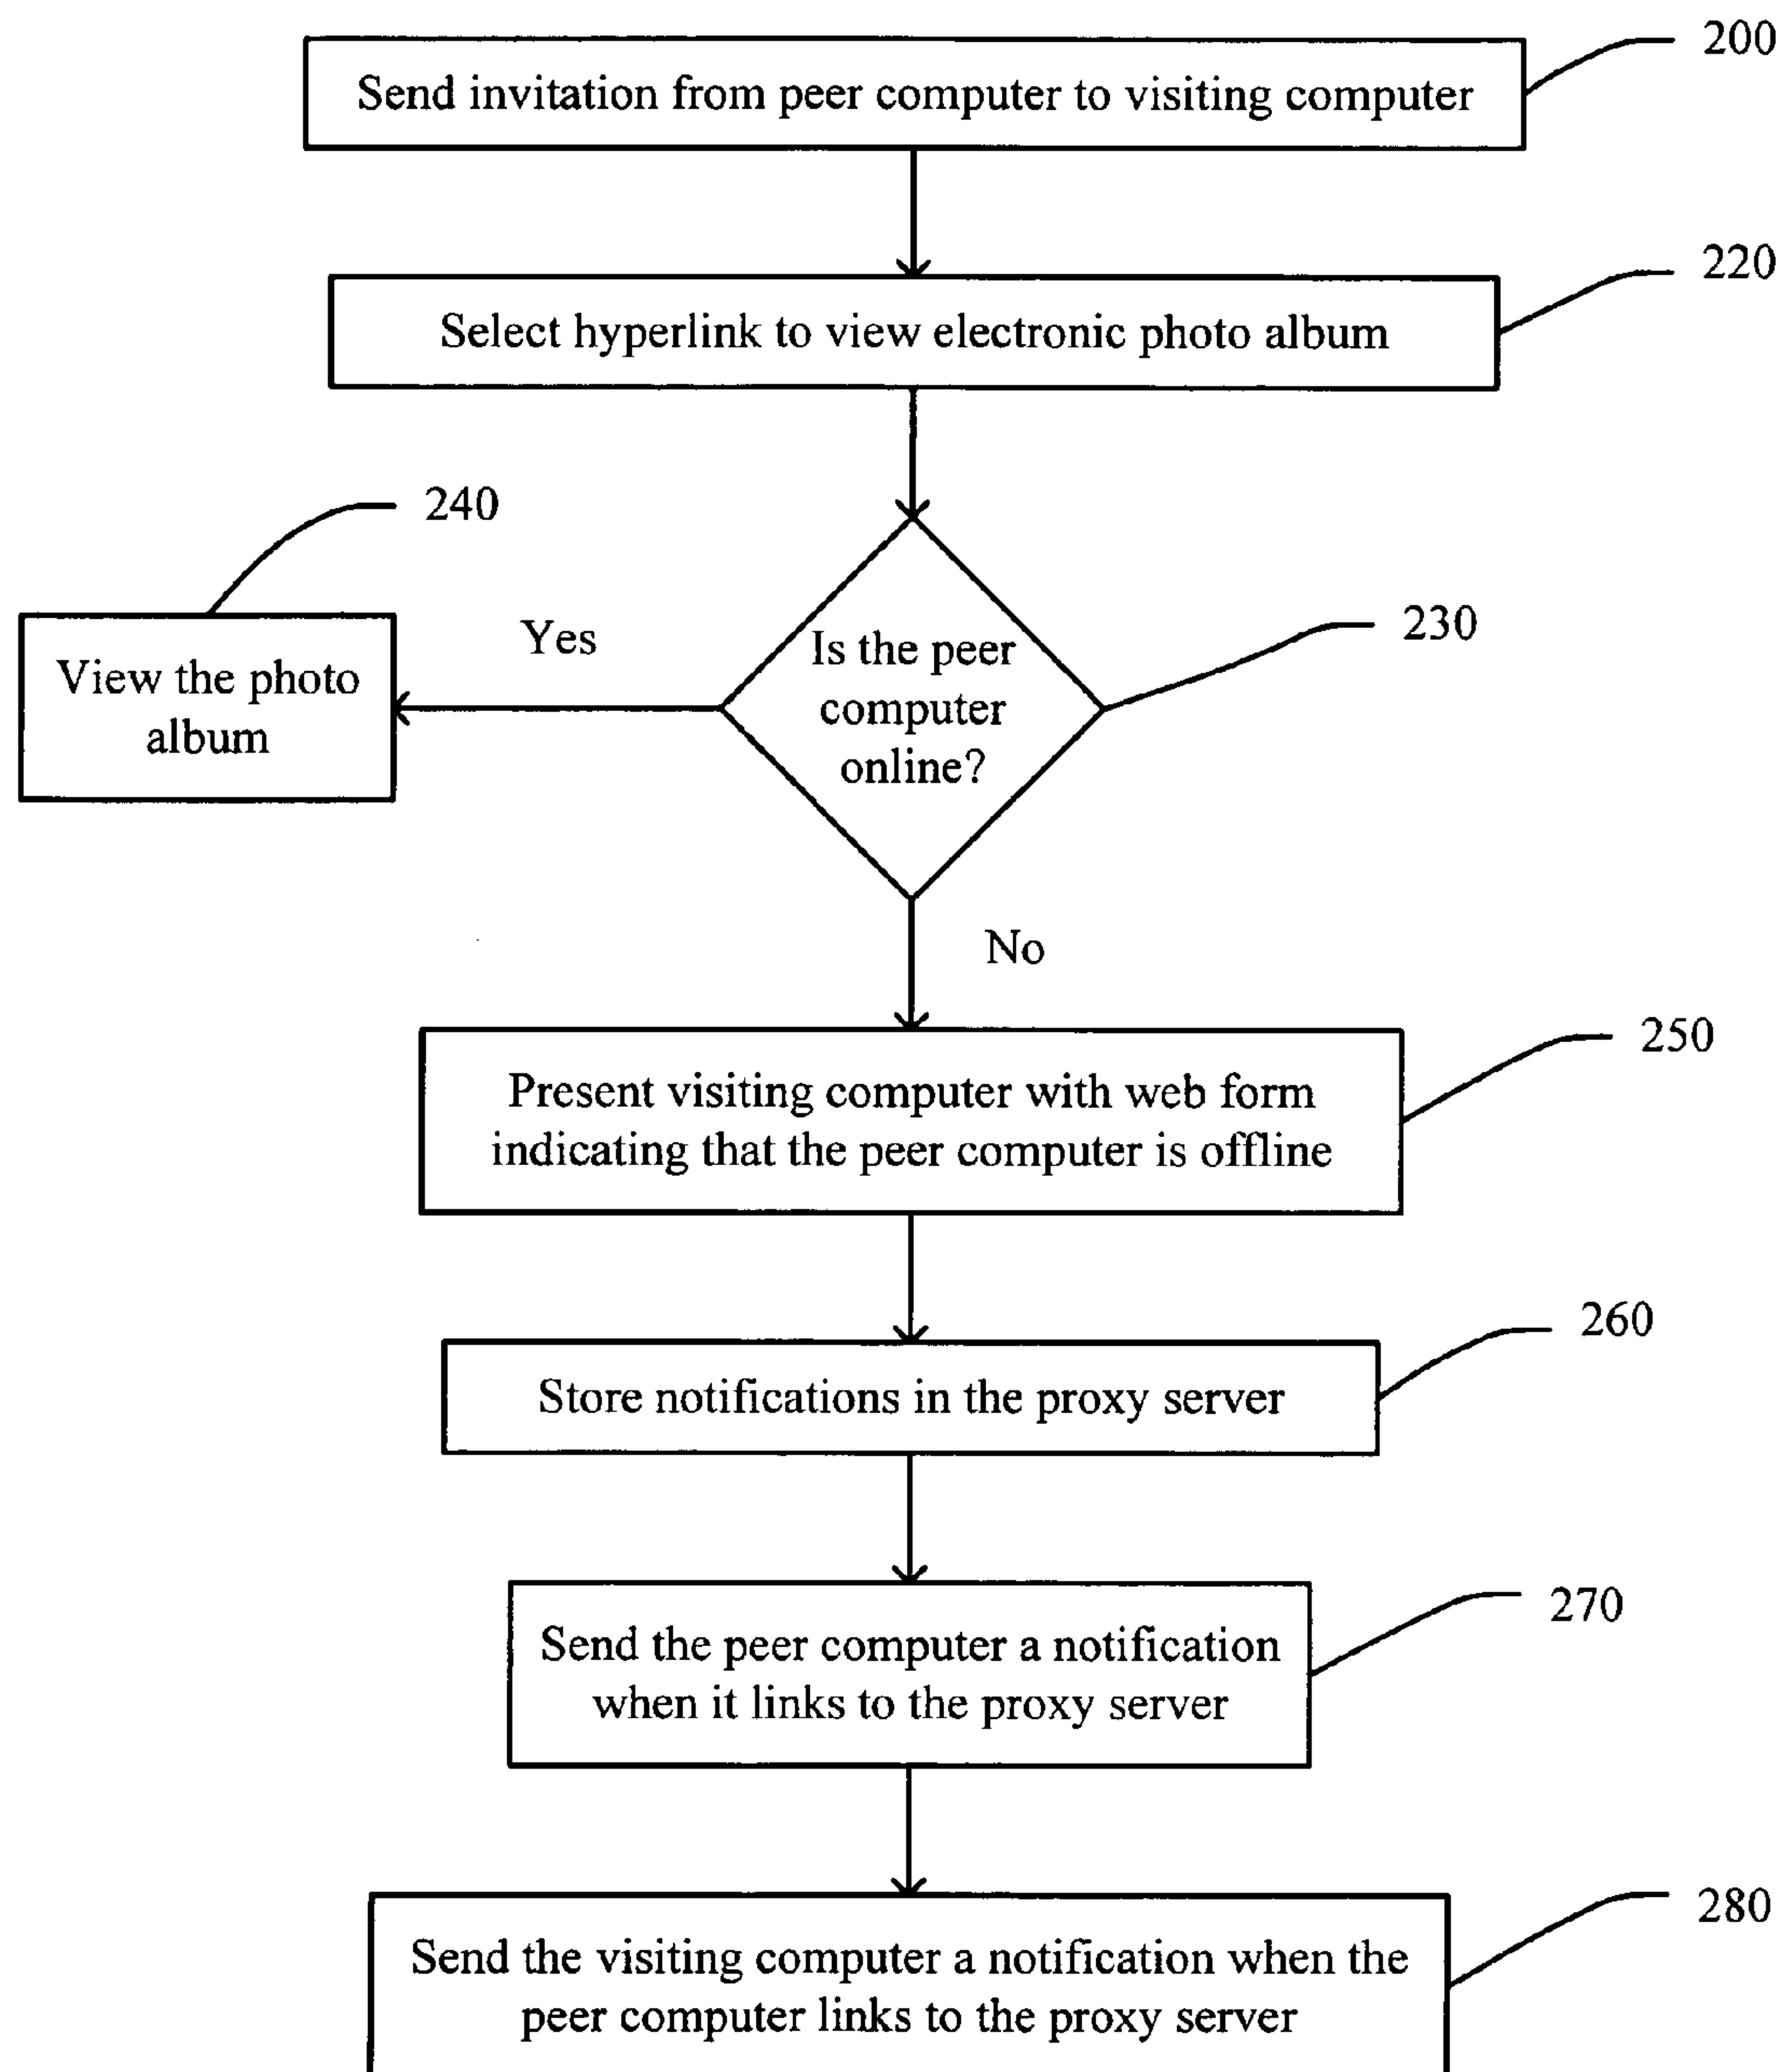 200
Send invitation from peer computer to visiting computer
220
Select hyperlink to view electronic photo album
240
230
Yes
View the photo
album
Is the peer
computer
online?
No
250
Present visiting computer with web form
indicating that the peer computer is offline
260
Store notifications in the proxy server
270
Send the peer computer a notification
when it links to the proxy server
280
Send the visiting computer a notification when the
peer computer links to the proxy server